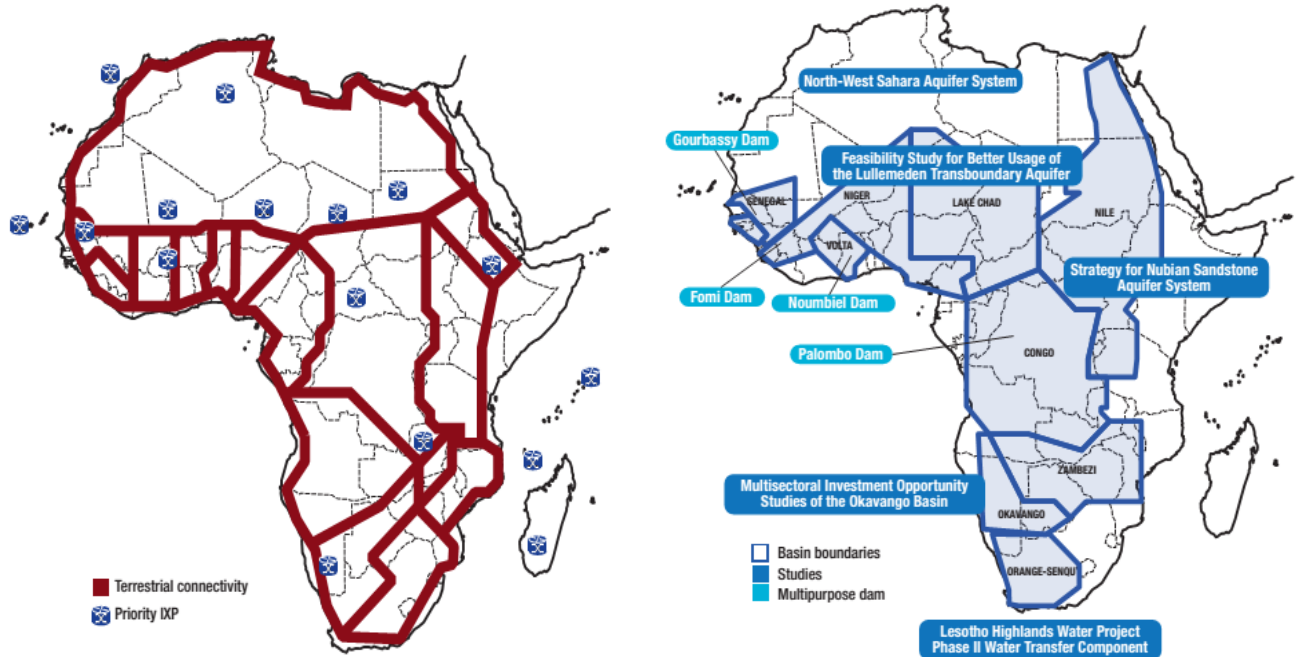 Terrestrial connectivity
Priority IXP
North-West Sahara Aquifer System
Gourbassy Dam
Feasibility Study for Better Usage of
the Lullemeden Transboundary Aquifer
SENEGAL
NIGER
LAKE CHAD
NILE
VOLTA
Strategy for Nubian Sandstone
Aquifer System
Fomi Dam
Noumbiel Dam
Palombo Dam
CONGO
ZAMBEZI
Multisectoral Investment Opportunity
Studies of the Okavango Basin
OKAVANGO
Basin boundaries
Studies
Multipurpose dam
ORANGE-SENQU
Lesotho Highlands Water Project
Phase II Water Transfer Component